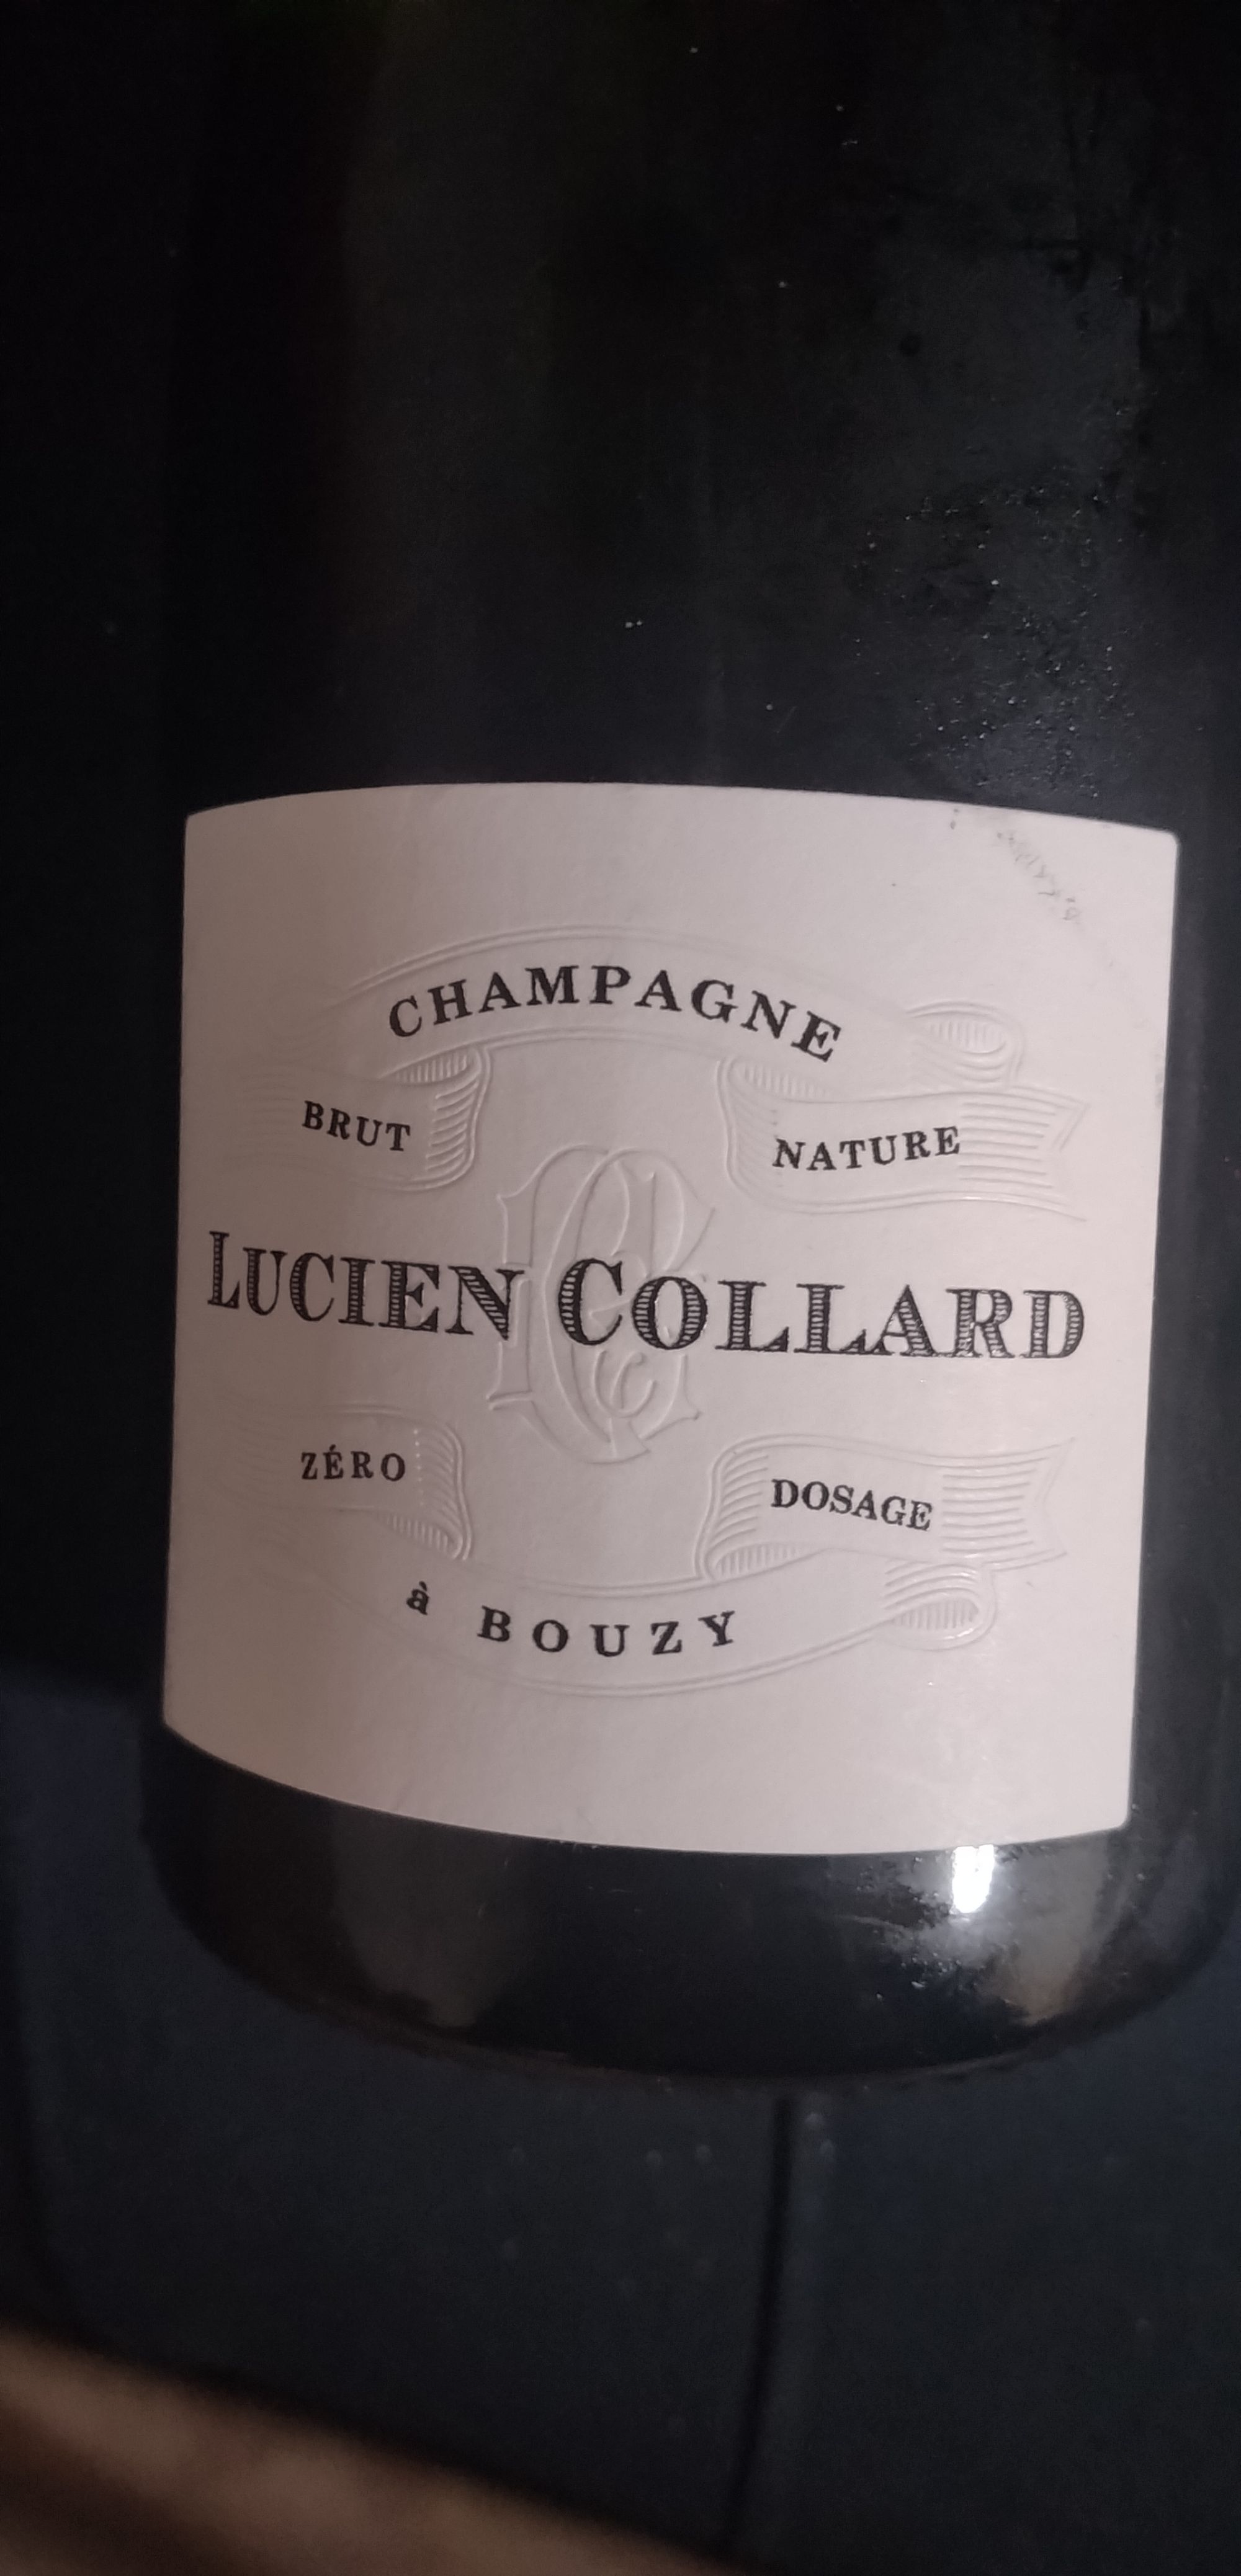 CHAMPAGNE
BRUT NATURE
LUCIEN COLLARD
ZÉRO DOSAGE
à BOUZY